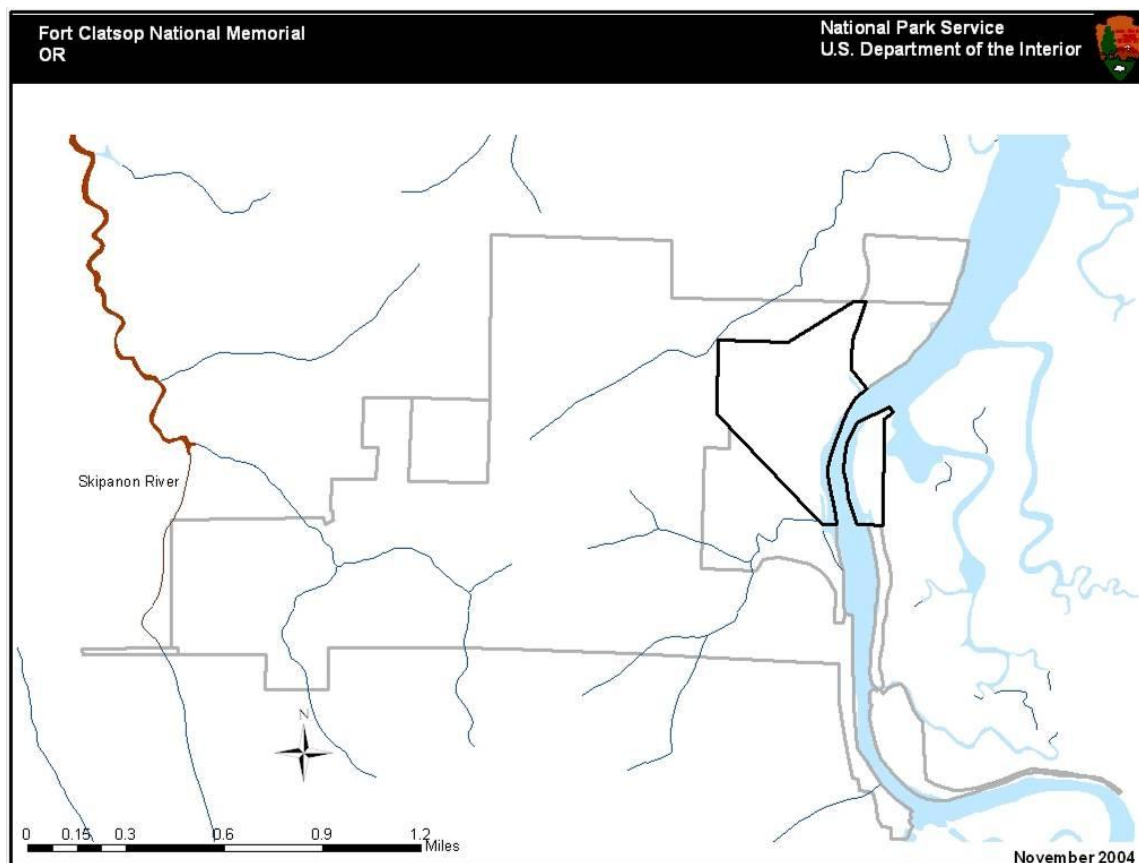 Fort Clatsop National Memorial
OR
National Park Service
U.S. Department of the Interior
Skipanon River
N
0 0.15 0.3 0.6 0.9 1.2
Miles
November 2004